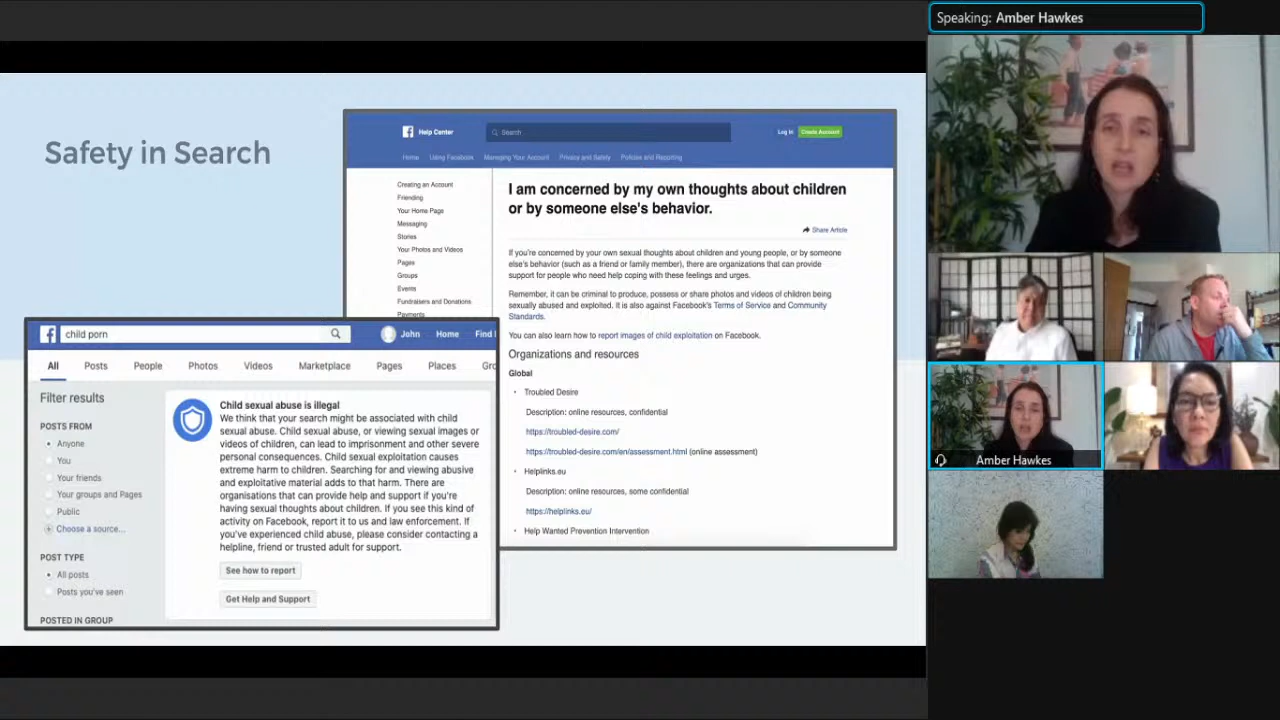 Speaking: Amber Hawkes
Safety in Search
Help Center
Search
Log In
Create Account
Home Using Facebook Managing Your Account Privacy and Safety Policies and Reporting
Creating an Account
Friending
Your Home Page
Messaging
Stories
Your Photos and Videos
Pages
Groups
Events
Fundraisers and Donations
Payments
I am concerned by my own thoughts about children
or by someone else's behavior.
Share Article
If you're concerned by your own sexual thoughts about children and young people, or by someone
else's behavior (such as a friend or family member), there are organizations that can provide
support for people who need help coping with these feelings and urges.
Remember, it can be criminal to produce, possess or share photos and videos of children being
sexually abused and exploited. It is also against Facebook's Terms of Service and Community
Standards.
You can also learn how to report images of child exploitation on Facebook.
Organizations and resources
Global
• Troubled Desire
Description: online resources, confidential
https://troubled-desire.com/
https://troubled-desire.com/en/assessment.html (online assessment)
• Helplinks.eu
Description: online resources, some confidential
https://helplinks.eu/
• Help Wanted Prevention Intervention
child porn
John Home Find
All Posts People Photos Videos Marketplace Pages Places Gro
Filter results
POSTS FROM
Anyone
You
Your friends
Your groups and Pages
Public
Choose a source...
POST TYPE
All posts
Posts you've seen
POSTED IN GROUP
Child sexual abuse is illegal
We think that your search might be associated with child
sexual abuse. Child sexual abuse, or viewing sexual images or
videos of children, can lead to imprisonment and other severe
personal consequences. Child sexual exploitation causes
extreme harm to children. Searching for and viewing abusive
and exploitative material adds to that harm. There are
organisations that can provide help and support if you're
having sexual thoughts about children. If you see this kind of
activity on Facebook, report it to us and law enforcement. If
you've experienced child abuse, please consider contacting a
helpline, friend or trusted adult for support.
See how to report
Get Help and Support
Amber Hawkes